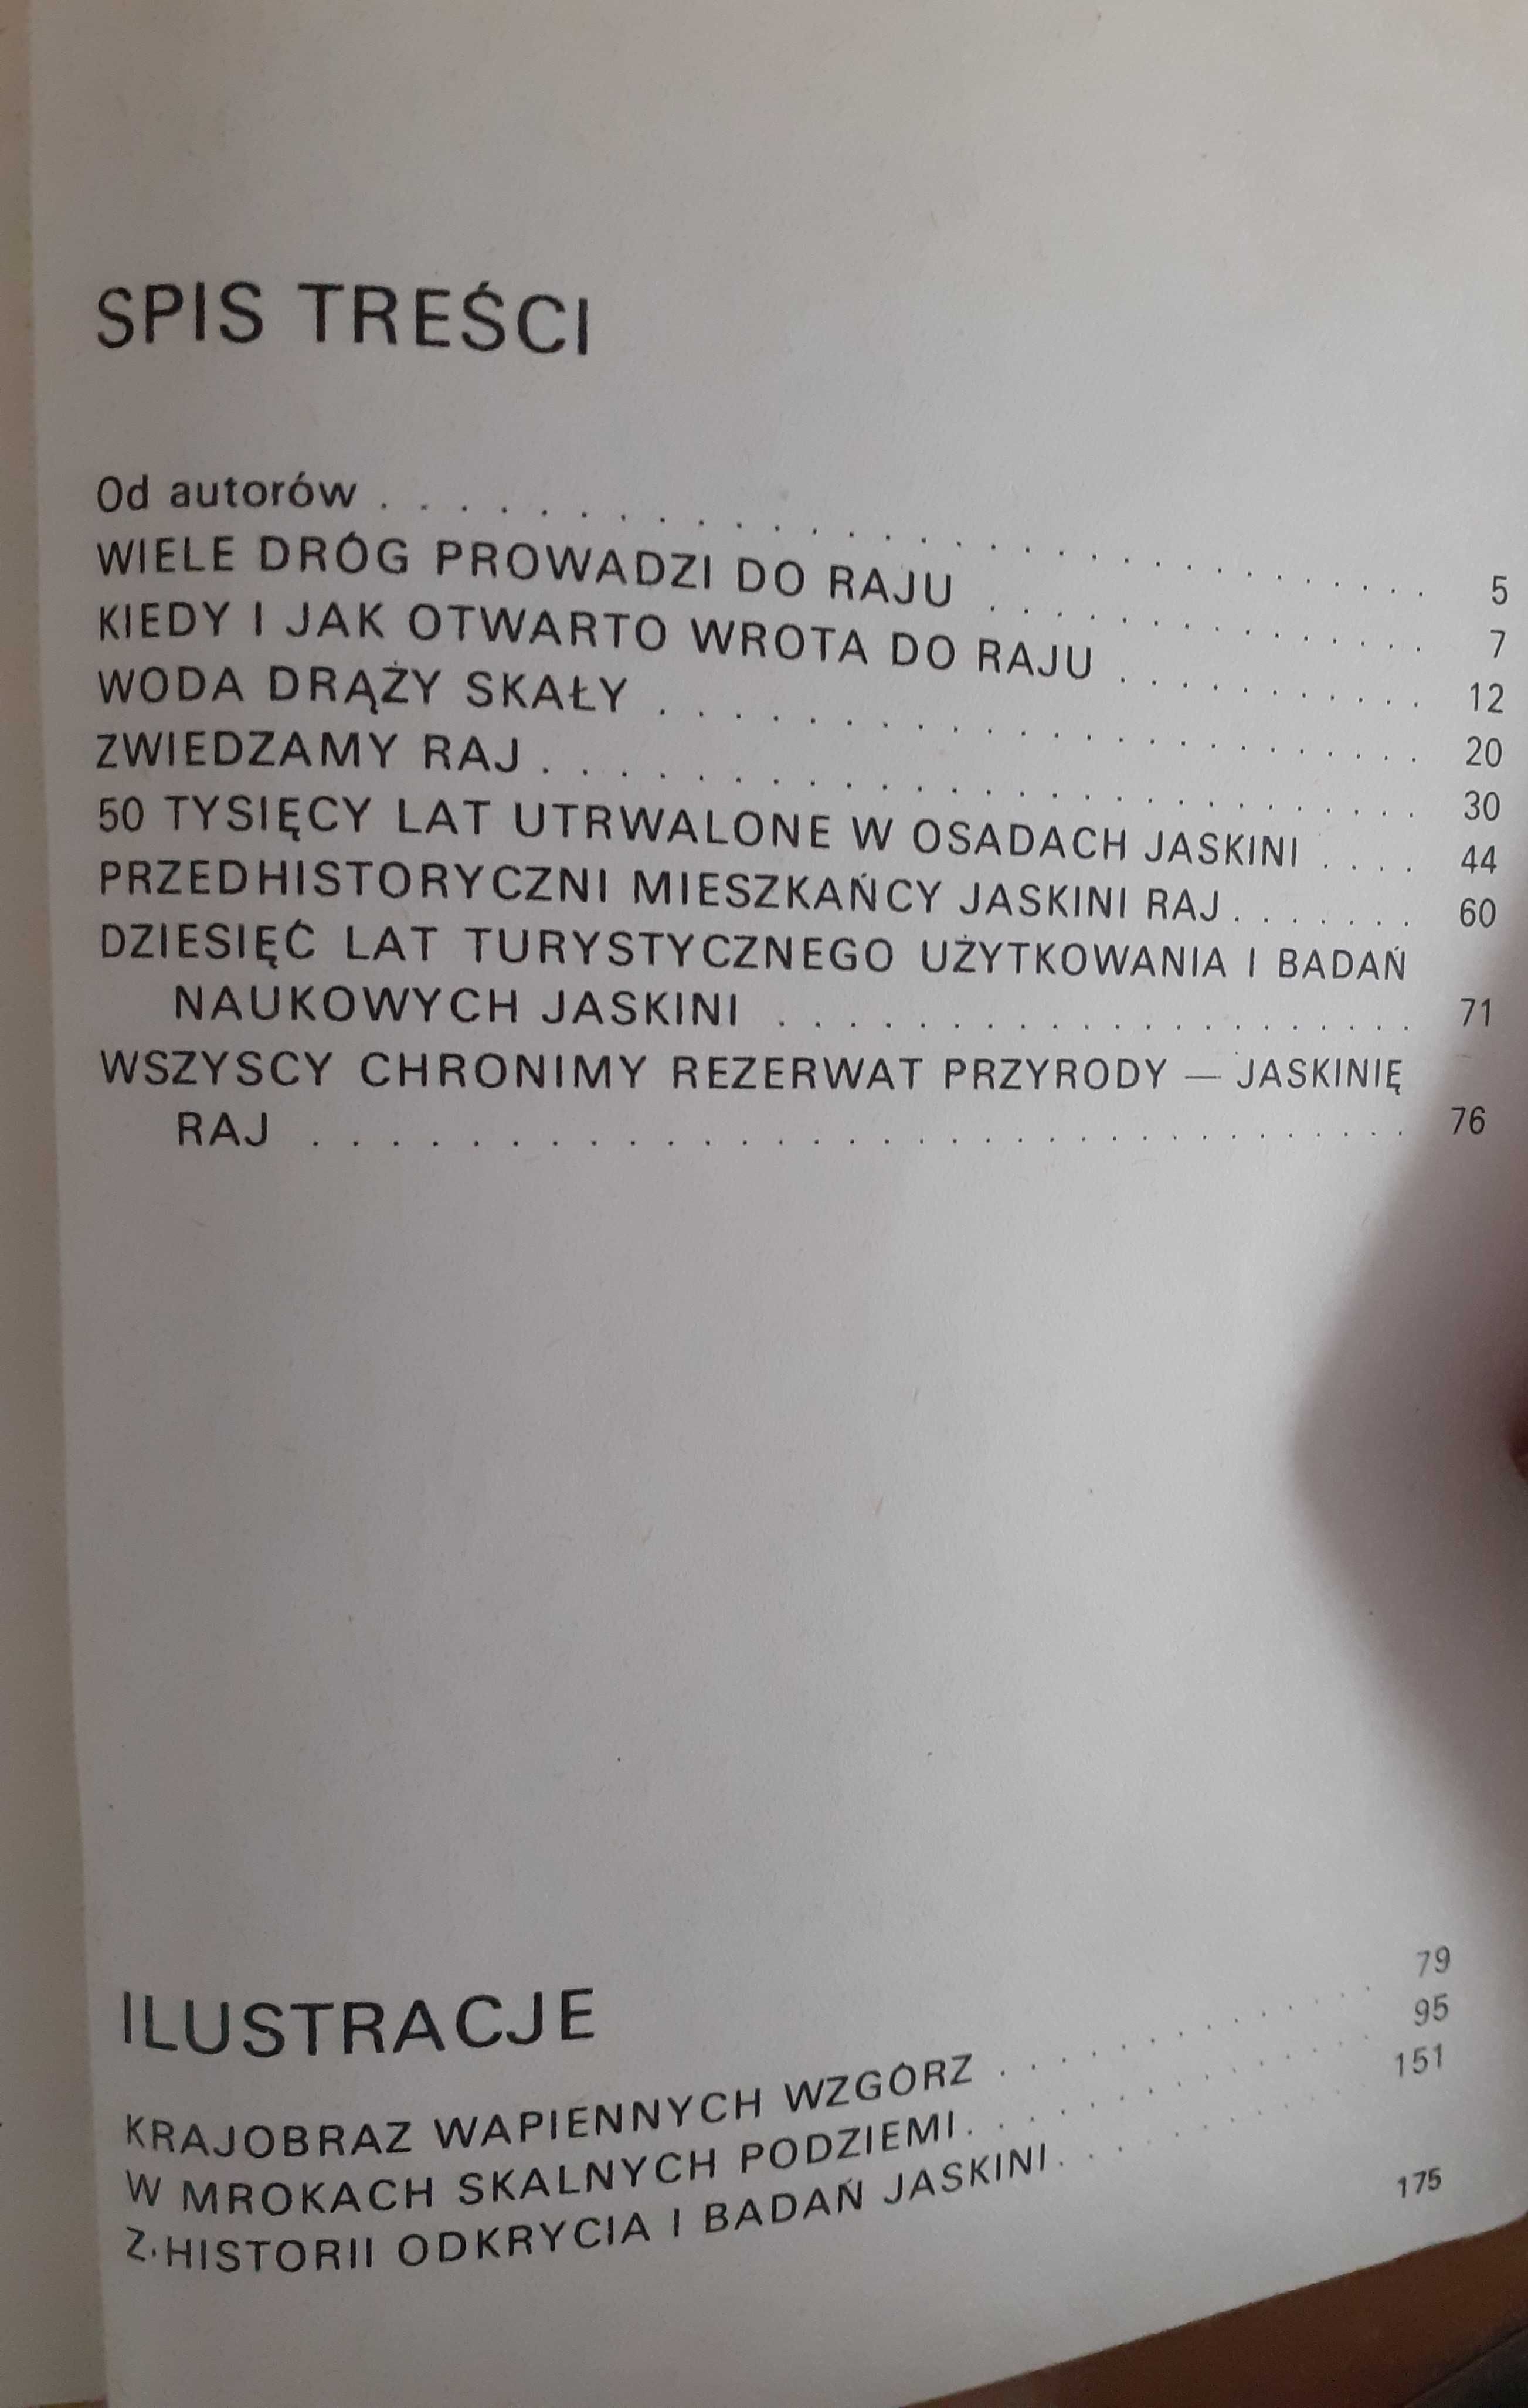 SPIS TREŚCI
Od autorów . . . . . . . . . . . . . . . . . . . . . . . . . . . 5
WIELE DRÓG PROWADZI DO RAJU . . . . . . . . . . . . . 7
KIEDY I JAK OTWARTO WROTA DO RAJU . . . . . . . . . . 12
WODA DRĄŻY SKAŁY . . . . . . . . . . . . . . . . . . . . 20
ZWIEDZAMY RAJ . . . . . . . . . . . . . . . . . . . . . . . 30
50 TYSIĘCY LAT UTRWALONE W OSADACH JASKINI . . . . 44
PRZEDHISTORYCZNI MIESZKAŃCY JASKINI RAJ . . . . . . . 60
DZIESIĘĆ LAT TURYSTYCZNEGO UŻYTKOWANIA I BADAŃ
NAUKOWYCH JASKINI . . . . . . . . . . . . . . . . . . 71
WSZYSCY CHRONIMY REZERWAT PRZYRODY — JASKINIĘ
RAJ . . . . . . . . . . . . . . . . . . . . . . . . . . . . . 76
ILUSTRACJE
KRAJOBRAZ WAPIENNYCH WZGÓRZ . . . . . . . . . . . . . 79
W MROKACH SKALNYCH PODZIEMI . . . . . . . . . . . . . . 95
Z HISTORII ODKRYCIA I BADAŃ JASKINI . . . . . . . . . . . 151
175